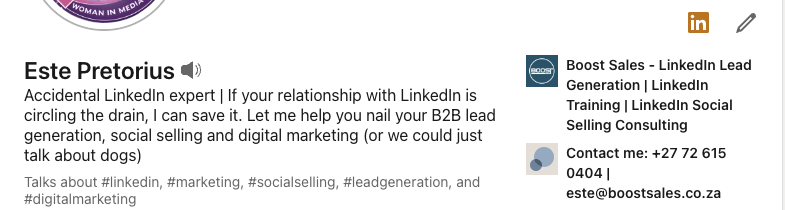 WOMAN IN MEDIA
in
Este Pretorius
Accidental LinkedIn expert | If your relationship with LinkedIn is
circling the drain, I can save it. Let me help you nail your B2B lead
generation, social selling and digital marketing (or we could just
talk about dogs)
Talks about #linkedin, #marketing, #socialselling, #leadgeneration, and
#digitalmarketing
BOOST
Boost Sales - LinkedIn Lead
Generation | LinkedIn
Training | LinkedIn Social
Selling Consulting
Contact me: +27 72 615
0404 |
este@boostsales.co.za